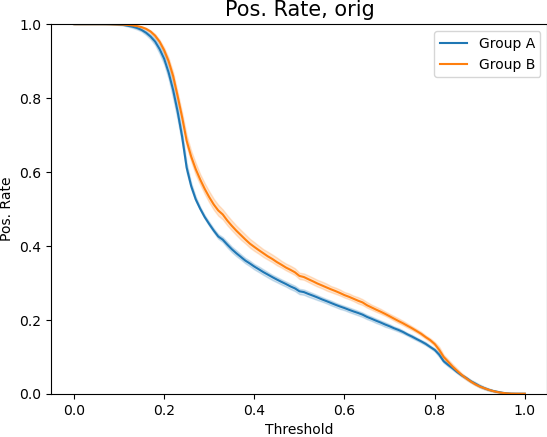 Pos. Rate, orig
Group A
Group B
Pos. Rate
1.0
0.8
0.6
0.4
0.2
0.0
0.0 0.2 0.4 0.6 0.8 1.0
Threshold